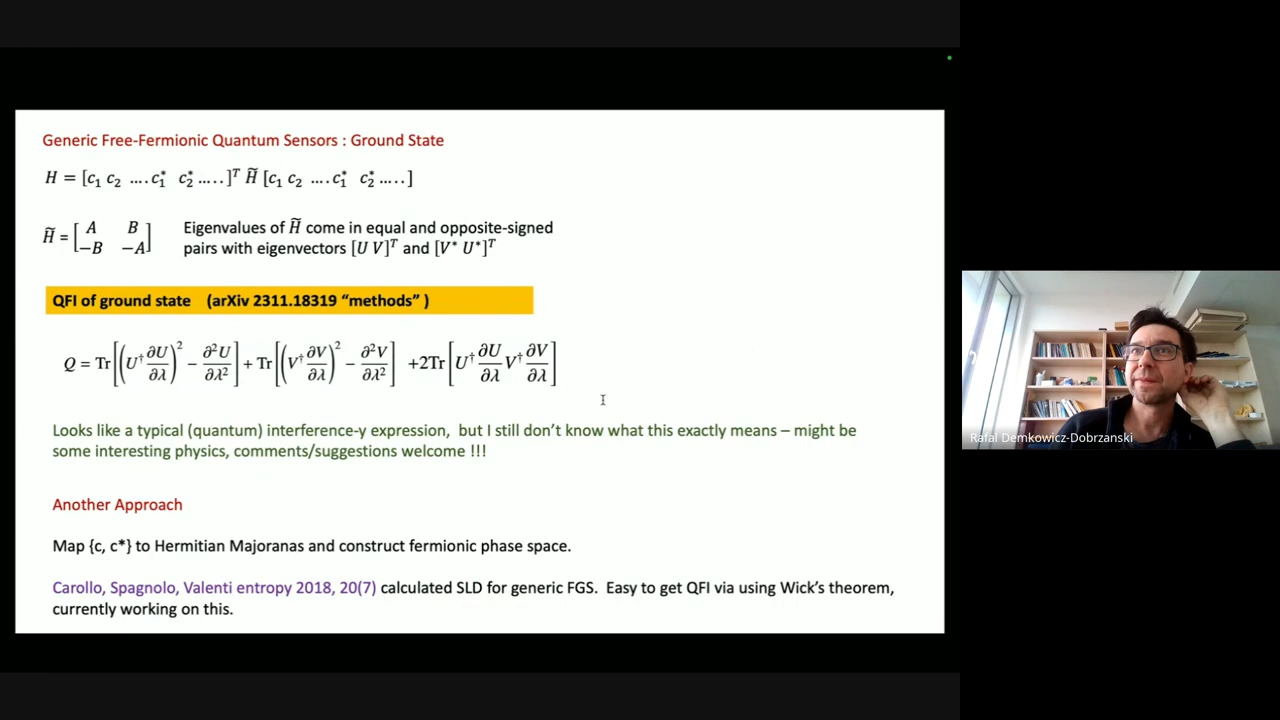 Generic Free-Fermionic Quantum Sensors : Ground State
H = [c₁ c₂ ....c₁* c₂* .....]ᵀ H̃ [c₁ c₂ ....c₁* c₂* .....]
H̃ = [A B; −B −A]
Eigenvalues of H̃ come in equal and opposite-signed
pairs with eigenvectors [U V]ᵀ and [V* U*]ᵀ
QFI of ground state (arXiv 2311.18319 “methods” )
Q = Tr[(U† ∂U/∂λ)² − ∂²U/∂λ²] + Tr[(V† ∂V/∂λ)² − ∂²V/∂λ²] +2Tr[U† ∂U/∂λ V† ∂V/∂λ]
Looks like a typical (quantum) interference-y expression, but I still don’t know what this exactly means – might be
some interesting physics, comments/suggestions welcome !!!
Another Approach
Map {c, c*} to Hermitian Majoranas and construct fermionic phase space.
Carollo, Spagnolo, Valenti entropy 2018, 20(7) calculated SLD for generic FGS. Easy to get QFI via using Wick’s theorem,
currently working on this.
Rafal Demkowicz-Dobrzanski